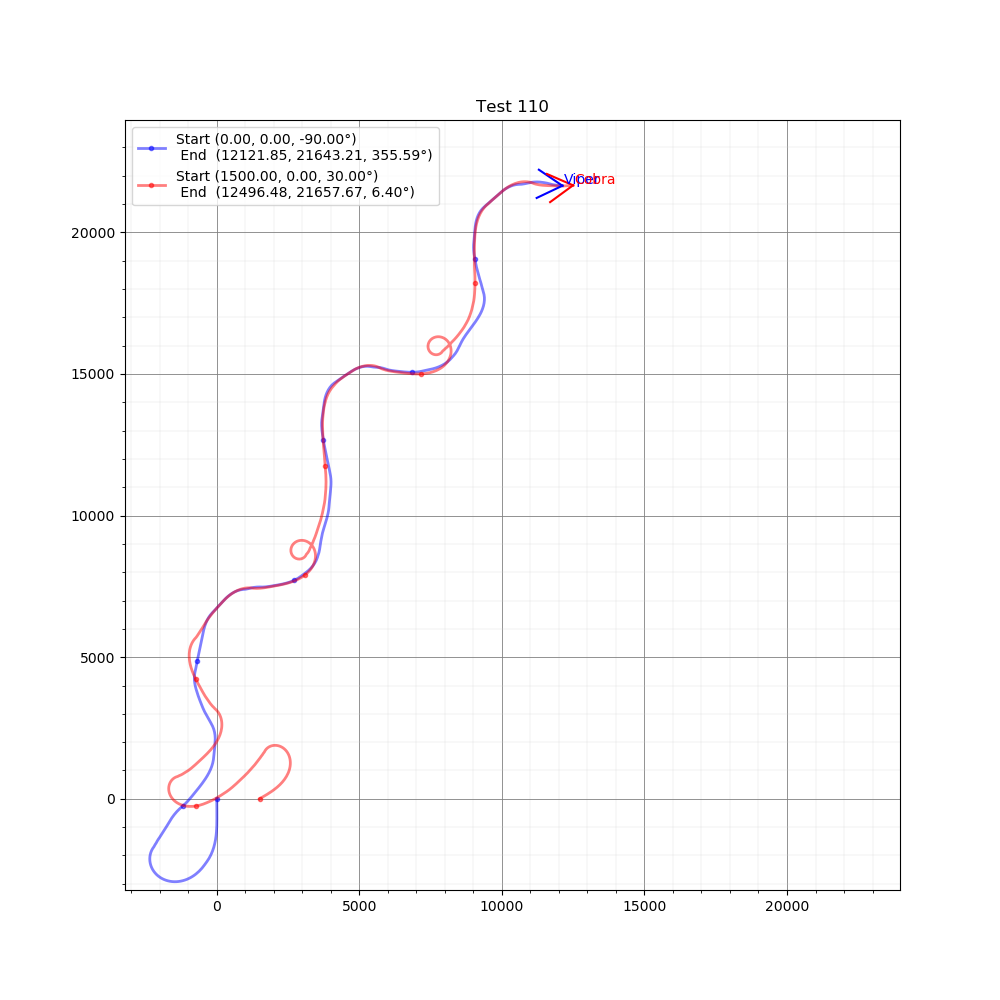 Test 110
Start (0.00, 0.00, -90.00°)
End  (12121.85, 21643.21, 355.59°)
Start (1500.00, 0.00, 30.00°)
End  (12496.48, 21657.67, 6.40°)
Viper
Cobra
20000
15000
10000
5000
0
0
5000
10000
15000
20000